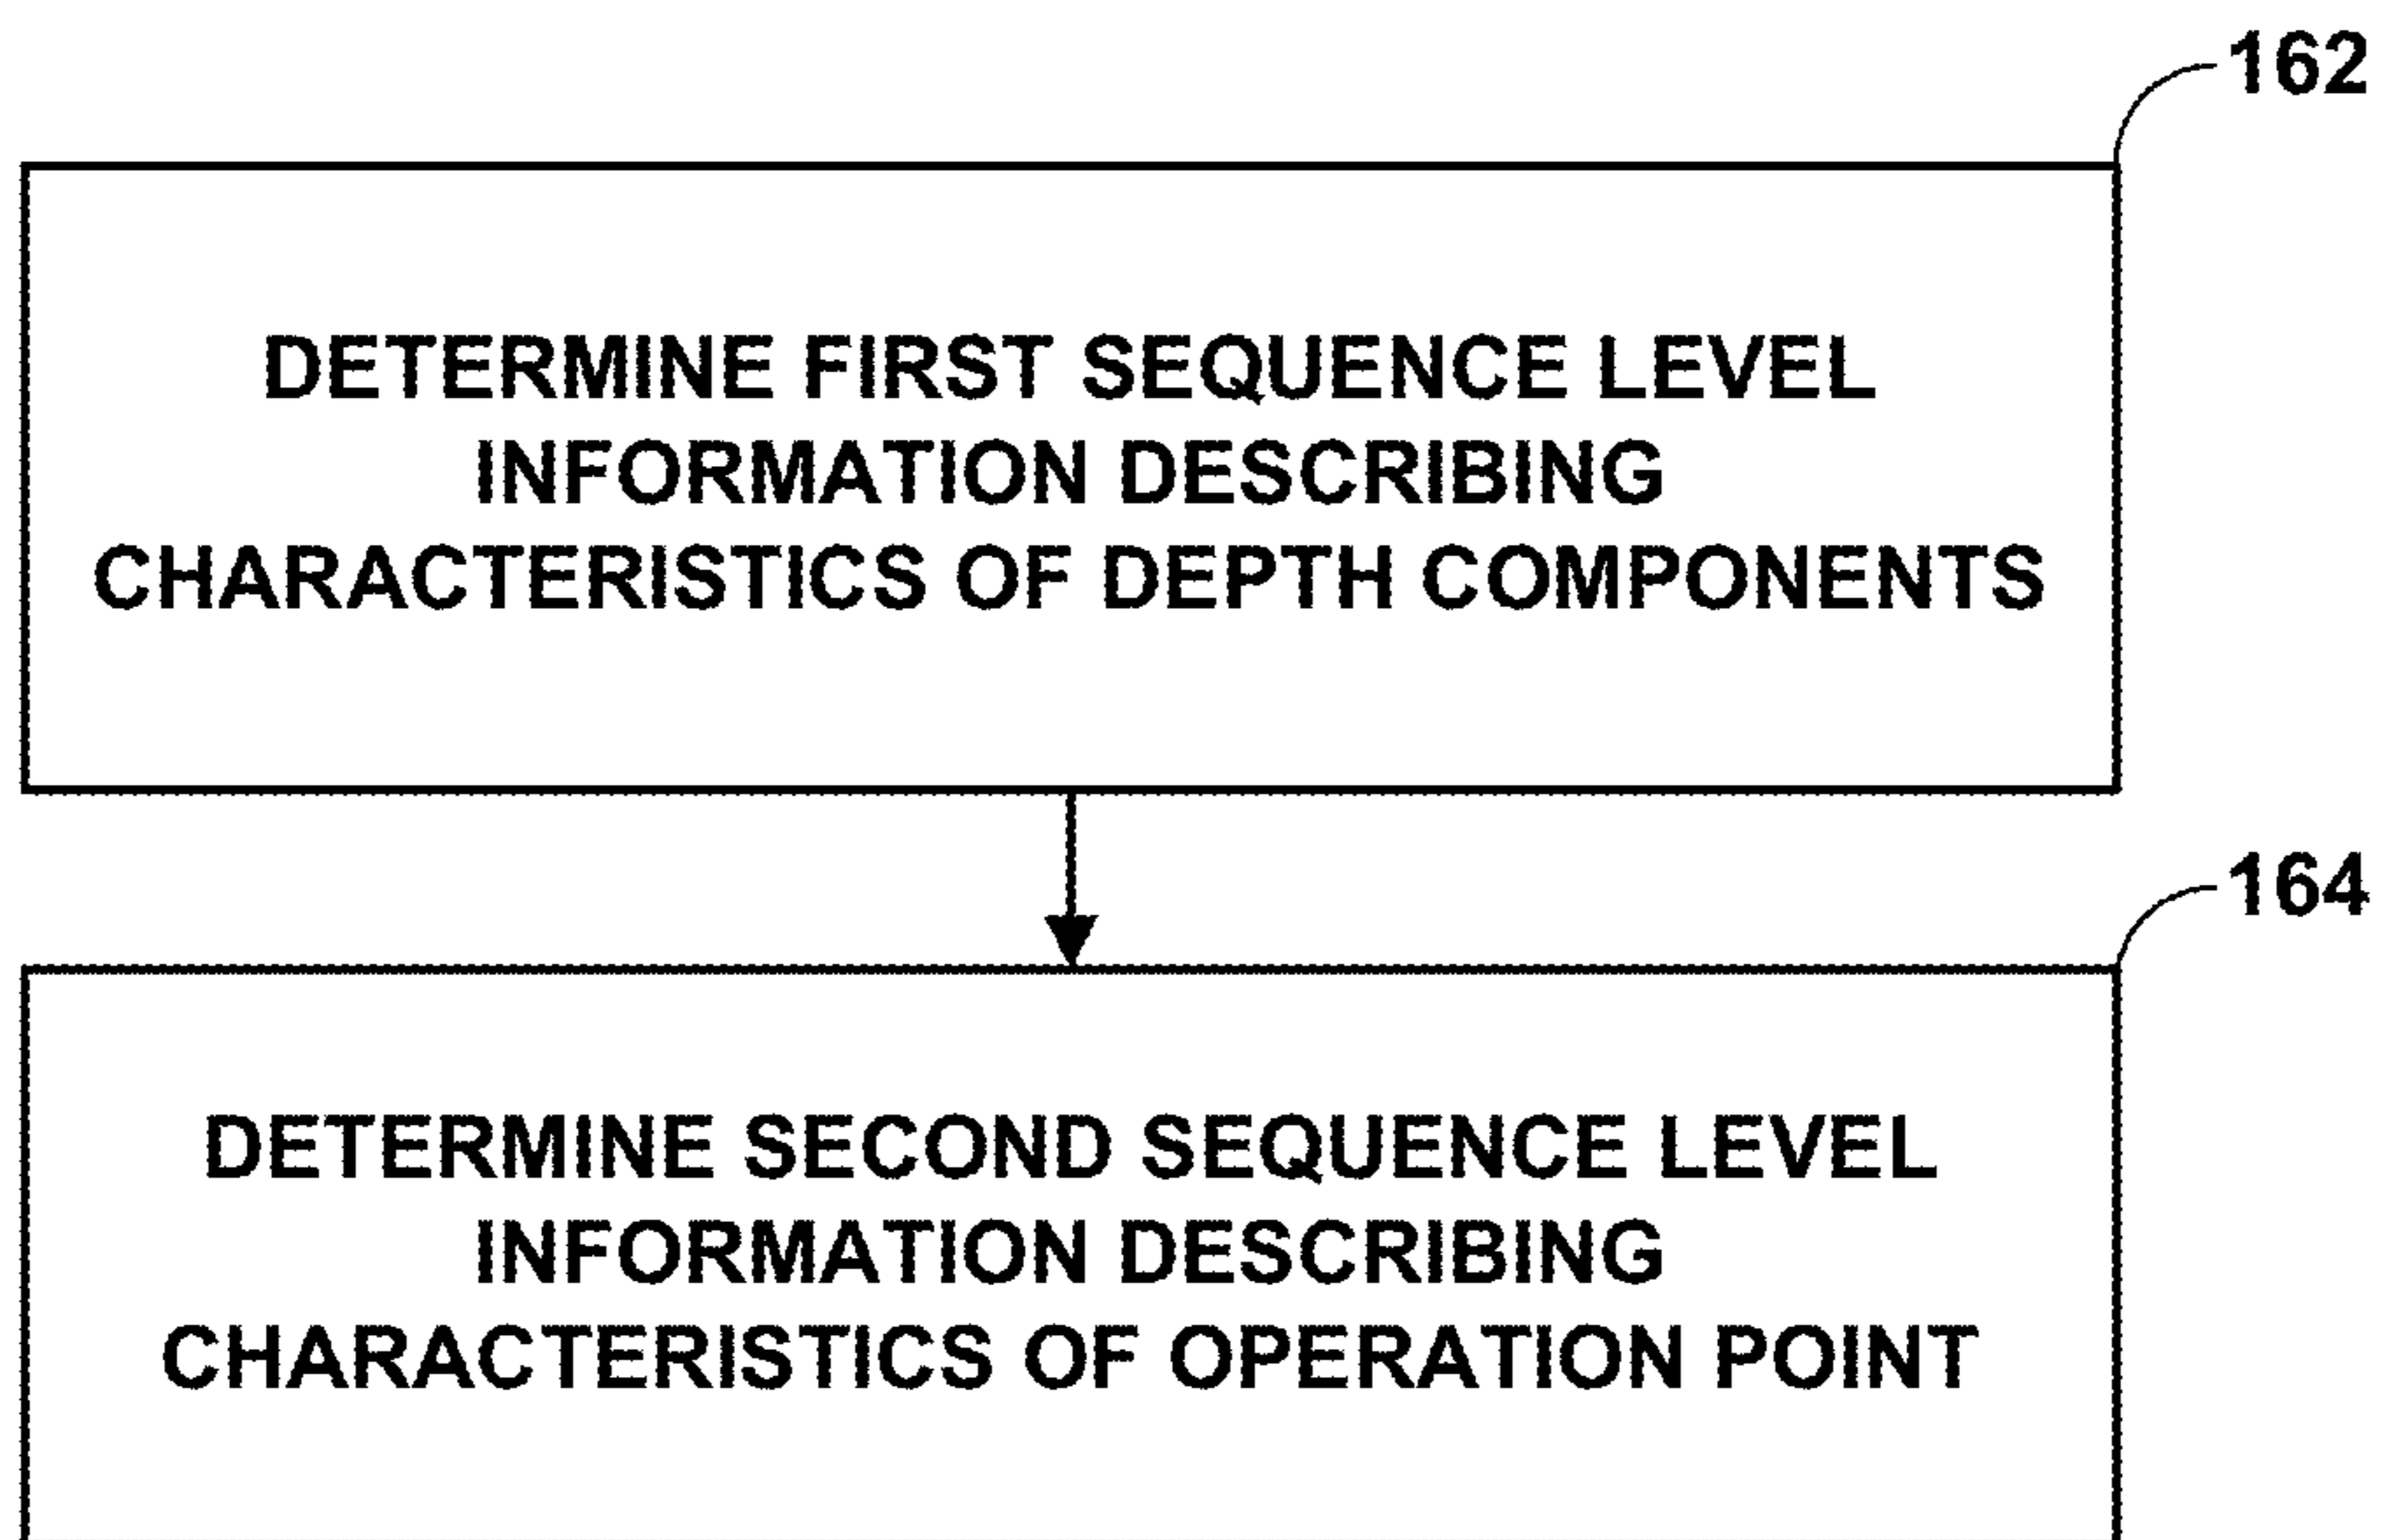 162
DETERMINE FIRST SEQUENCE LEVEL
INFORMATION DESCRIBING
CHARACTERISTICS OF DEPTH COMPONENTS
164
DETERMINE SECOND SEQUENCE LEVEL
INFORMATION DESCRIBING
CHARACTERISTICS OF OPERATION POINT